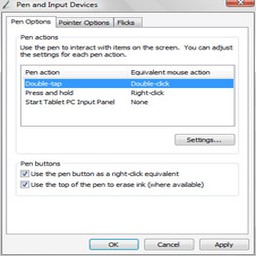 Pen and Input Devices
Pen Options Pointer Options Flicks
Pen actions
Use the pen to interact with items on the screen. You can adjust
the settings for each pen action.
Pen action Equivalent mouse action
Double-tap Double-click
Press and hold Right-click
Start Tablet PC Input Panel None
Settings...
Pen buttons
Use the pen button as a right-click equivalent
Use the top of the pen to erase ink (where available)
OK Cancel Apply